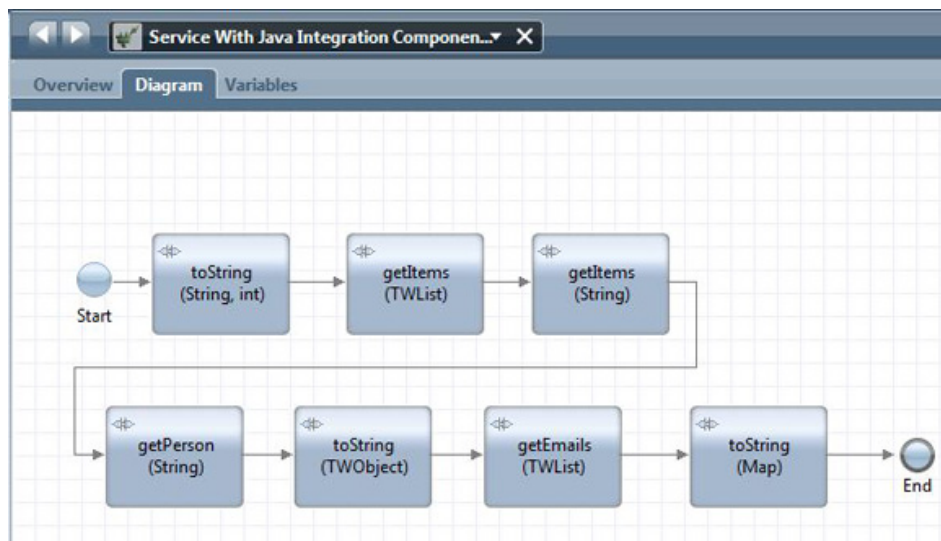 Service With Java Integration Componen...
Overview
Diagram
Variables
Start
toString
(String, int)
getItems
(TWList)
getItems
(String)
getPerson
(String)
toString
(TWObject)
getEmails
(TWList)
toString
(Map)
End